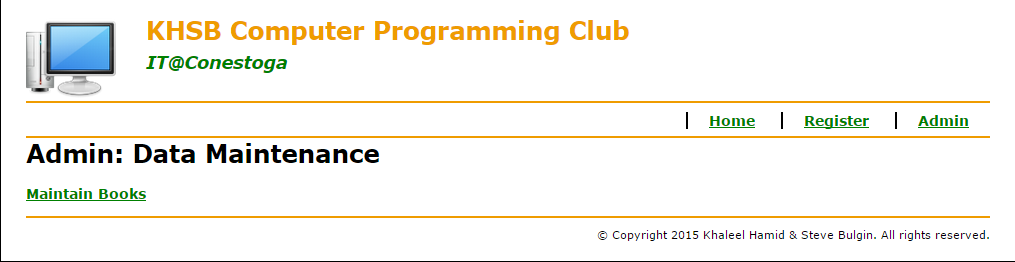 KHSB Computer Programming Club
IT@Conestoga
Home Register Admin
Admin: Data Maintenance
Maintain Books
© Copyright 2015 Khaleel Hamid & Steve Bulgin. All rights reserved.